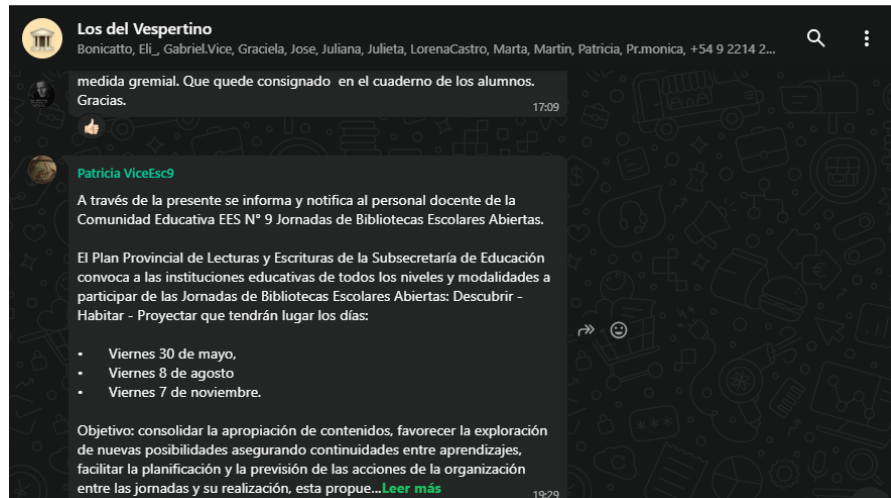 Los del Vespertino
Bonicatto, Eli_, Gabriel.Vice, Graciela, Jose, Juliana, Julieta, LorenaCastro, Marta, Martin, Patricia, Pr.monica, +54 9 2214 2...
medida gremial. Que quede consignado en el cuaderno de los alumnos.
Gracias.
17:09
Patricia ViceEsc9
A través de la presente se informa y notifica al personal docente de la
Comunidad Educativa EES N° 9 Jornadas de Bibliotecas Escolares Abiertas.
El Plan Provincial de Lecturas y Escrituras de la Subsecretaría de Educación
convoca a las instituciones educativas de todos los niveles y modalidades a
participar de las Jornadas de Bibliotecas Escolares Abiertas: Descubrir -
Habitar - Proyectar que tendrán lugar los días:
• Viernes 30 de mayo,
• Viernes 8 de agosto
• Viernes 7 de noviembre.
Objetivo: consolidar la apropiación de contenidos, favorecer la exploración
de nuevas posibilidades asegurando continuidades entre aprendizajes,
facilitar la planificación y la previsión de las acciones de la organización
entre las jornadas y su realización, esta propue...Leer más
19:29